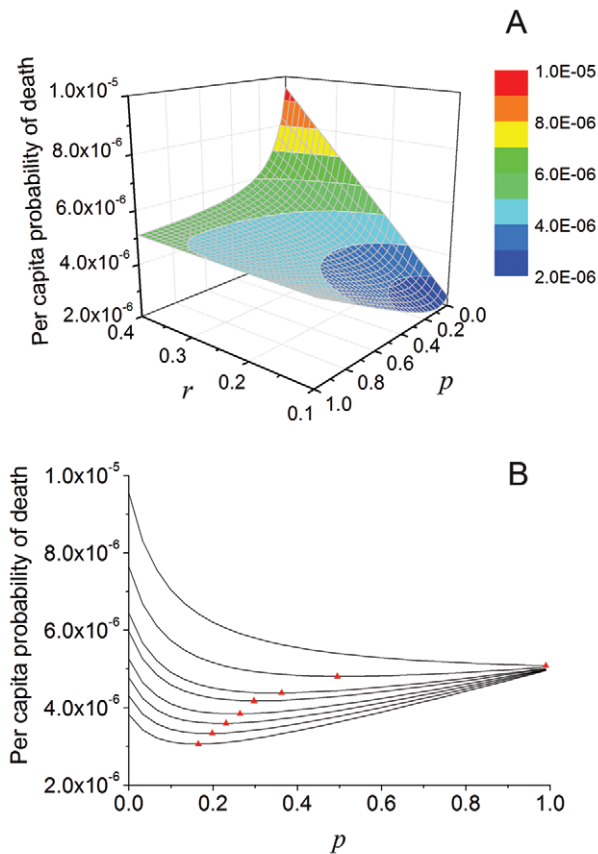 A
Per capita probability of death
1.0x10⁻⁵
8.0x10⁻⁶
6.0x10⁻⁶
4.0x10⁻⁶
2.0x10⁻⁶
0.4
0.3
0.2
0.1
r
1.0
0.8
0.6
0.4
0.2
0.0
p
1.0E-05
8.0E-06
6.0E-06
4.0E-06
2.0E-06
B
Per capita probability of death
1.0x10⁻⁵
8.0x10⁻⁶
6.0x10⁻⁶
4.0x10⁻⁶
2.0x10⁻⁶
0.0 0.2 0.4 0.6 0.8 1.0
p